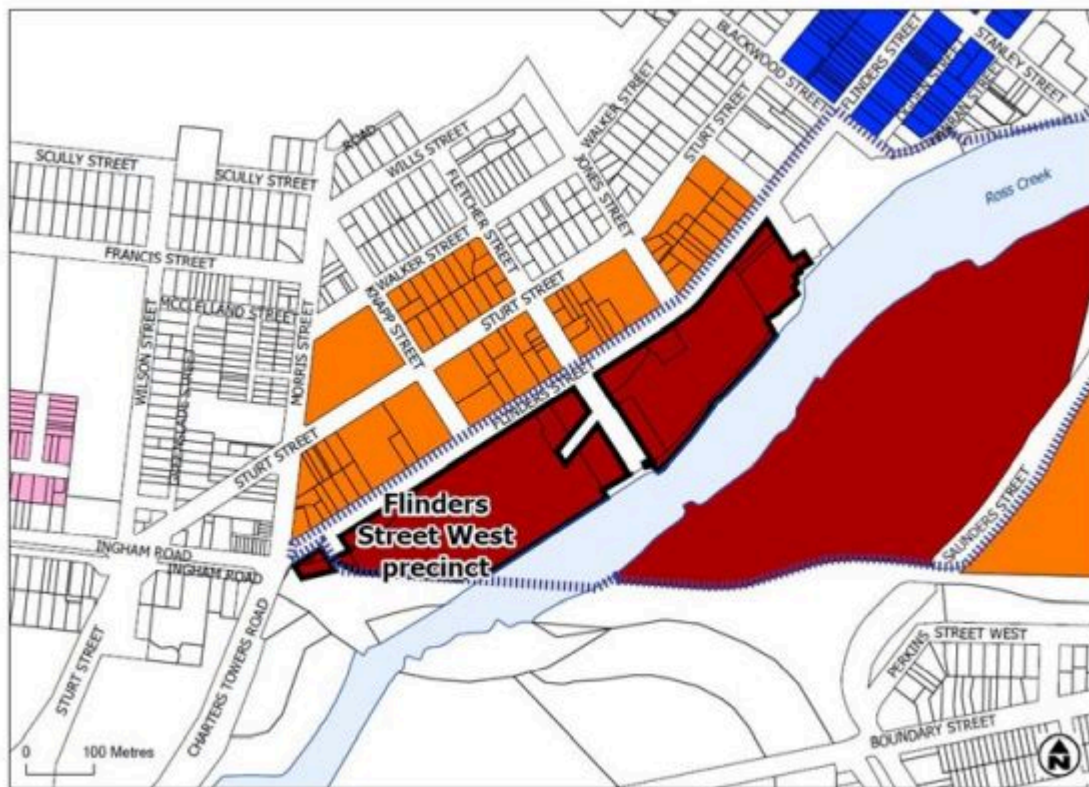 BLACKWOOD STREET
FLINDERS STREET
STANLEY STREET
OGDEN STREET
WALKER STREET
STURT STREET
ROAD
WILLS STREET
SCULLY STREET
SCULLY STREET
FLETCHER STREET
JONES STREET
Ross Creek
FRANCIS STREET
WALKER STREET
MCCLELLAND STREET
KNAPP STREET
STURT STREET
WILSON STREET
MORRIS STREET
FLINDERS STREET
STURT STREET
Flinders
Street West
precinct
SAUNDERS STREET
INGHAM ROAD
INGHAM ROAD
STURT STREET
CHARTERS TOWERS ROAD
PERKINS STREET WEST
BOUNDARY STREET
0 100 Metres
N